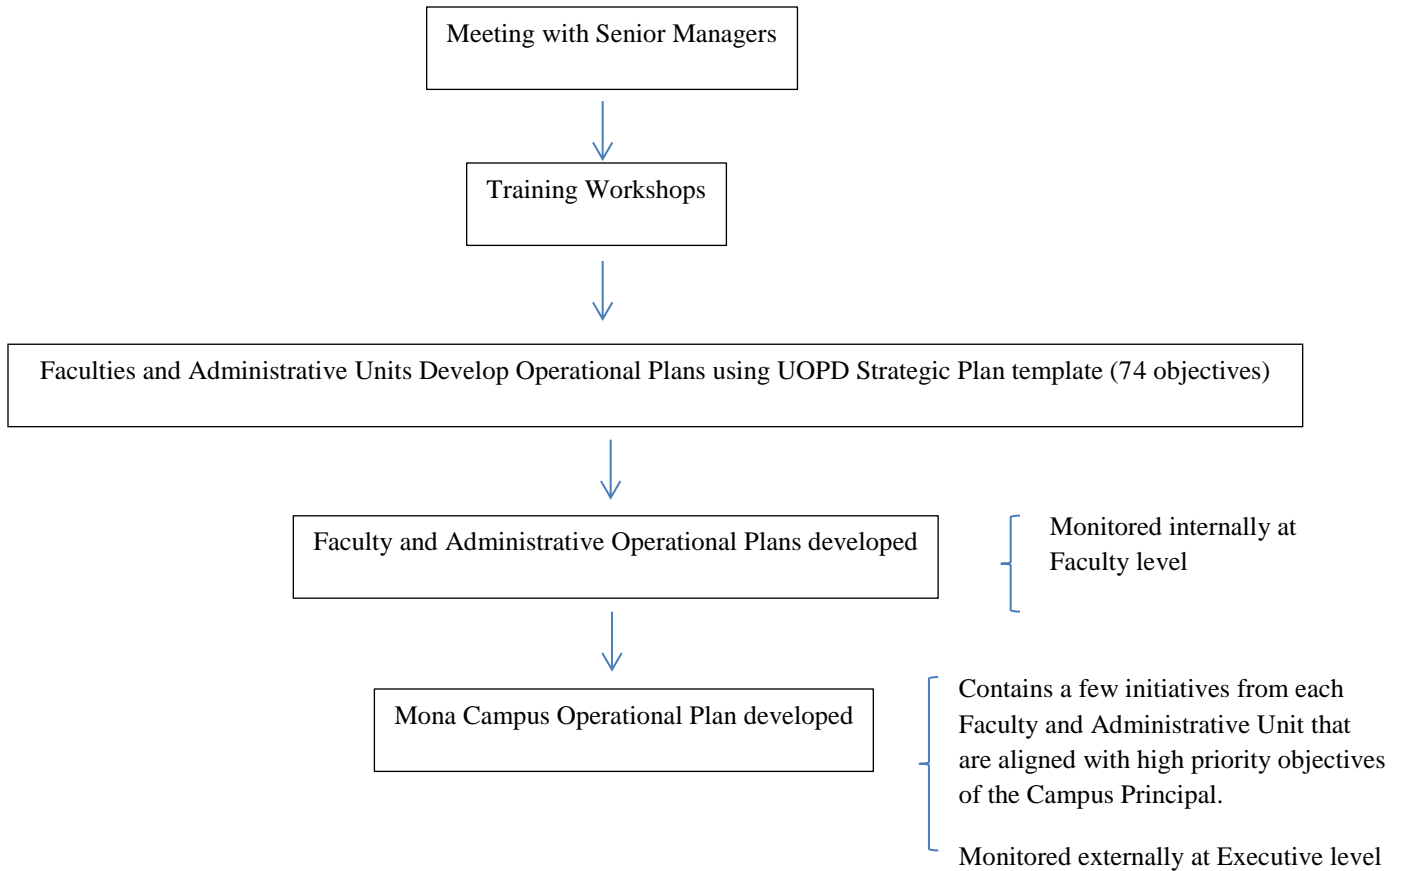 Meeting with Senior Managers
Training Workshops
Faculties and Administrative Units Develop Operational Plans using UOPD Strategic Plan template (74 objectives)
Faculty and Administrative Operational Plans developed
Monitored internally at
Faculty level
Mona Campus Operational Plan developed
Contains a few initiatives from each
Faculty and Administrative Unit that
are aligned with high priority objectives
of the Campus Principal.
Monitored externally at Executive level